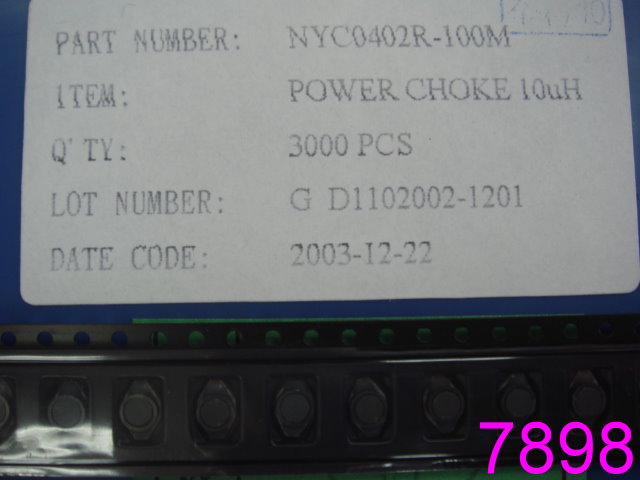 PART NUMBER: NYC0402R-100M
ITEM: POWER CHOKE 10uH
Q'TY: 3000 PCS
LOT NUMBER: G D1102002-1201
DATE CODE: 2003-12-22
7898